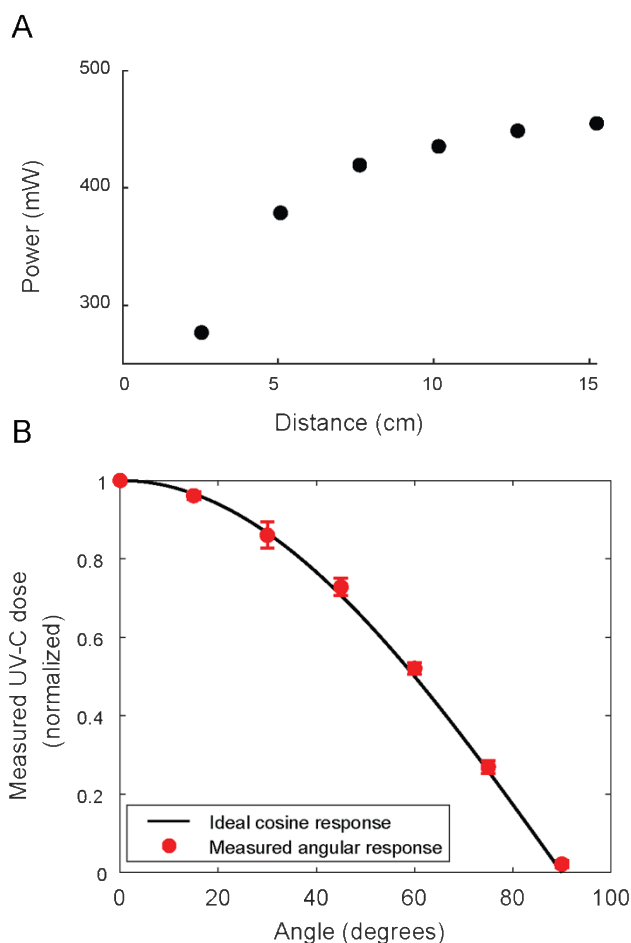 A
500
400
300
Power (mW)
0
5
10
15
Distance (cm)
B
1
0.8
0.6
0.4
0.2
0
Measured UV-C dose
(normalized)
Ideal cosine response
Measured angular response
0
20
40
60
80
100
Angle (degrees)